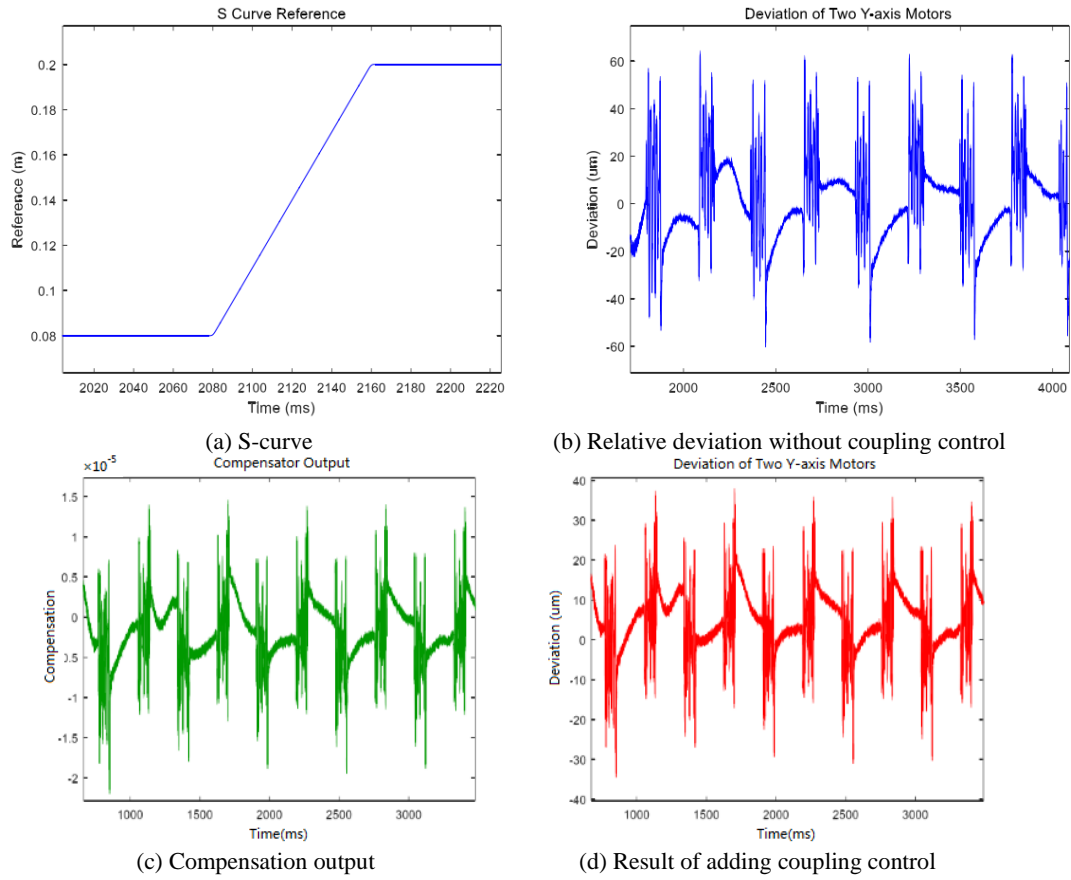 S Curve Reference
Reference (m)
0.2
0.18
0.16
0.14
0.12
0.1
0.08
2020 2040 2060 2080 2100 2120 2140 2160 2180 2200 2220
Time (ms)
(a) S-curve
Deviation of Two Y-axis Motors
Deviation (um)
60
40
20
0
-20
-40
-60
2000 2500 3000 3500 4000
Time (ms)
(b) Relative deviation without coupling control
Compensator Output
×10⁻⁵
Compensation
1.5
1
0.5
0
3.5
-1
-1.5
-2
1000 1500 2000 2500 3000
Time(ms)
(c) Compensation output
Deviation of Two Y-axis Motors
Deviation (um)
40
30
20
10
0
-10
-20
-30
-40
1000 1500 2000 2500 3000
Time(ms)
(d) Result of adding coupling control